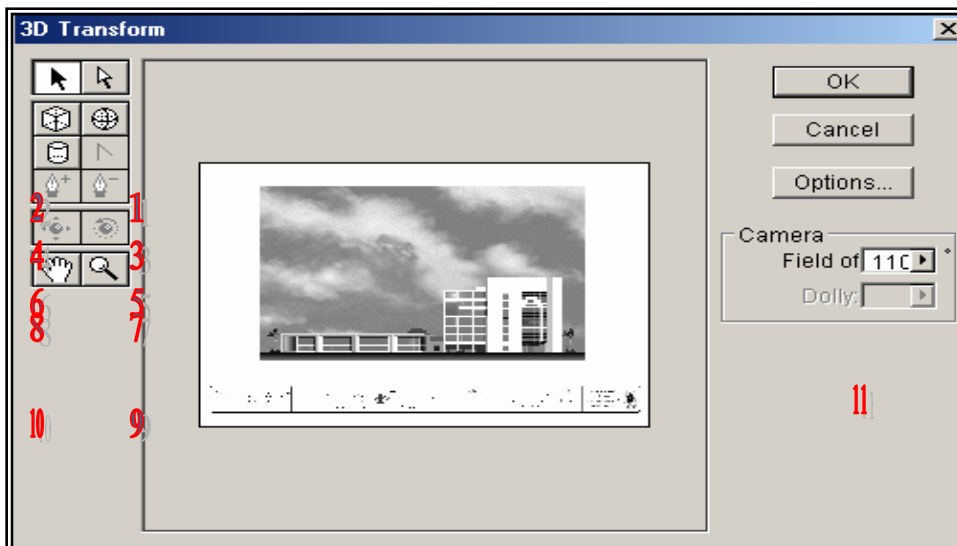 3D Transform
OK
Cancel
Options...
Camera
Field of 110 °
Dolly:
2 1
4 3
6 5
8 7
11
10 9